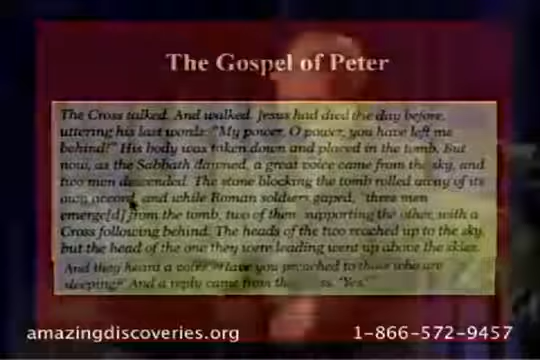 The Gospel of Peter
The Cross talked. And walked. Jesus had died the day before,
uttering his last words: "My power, O power, you have left me
behind!" His body was taken down and placed in the tomb. But
now, as the Sabbath dawned, a great voice came from the sky, and
two men descended. The stone blocking the tomb rolled away of its
own accord, and while Roman soldiers gaped, "three men
emerge[d] from the tomb, two of them supporting the other, with a
Cross following behind. The heads of the two reached up to the sky,
but the head of the one they were leading went up above the skies.
And they heard a voice: Have you preached to those who are
sleeping?" And a reply came from the "Yes."
amazingdiscoveries.org
1-866-572-9457